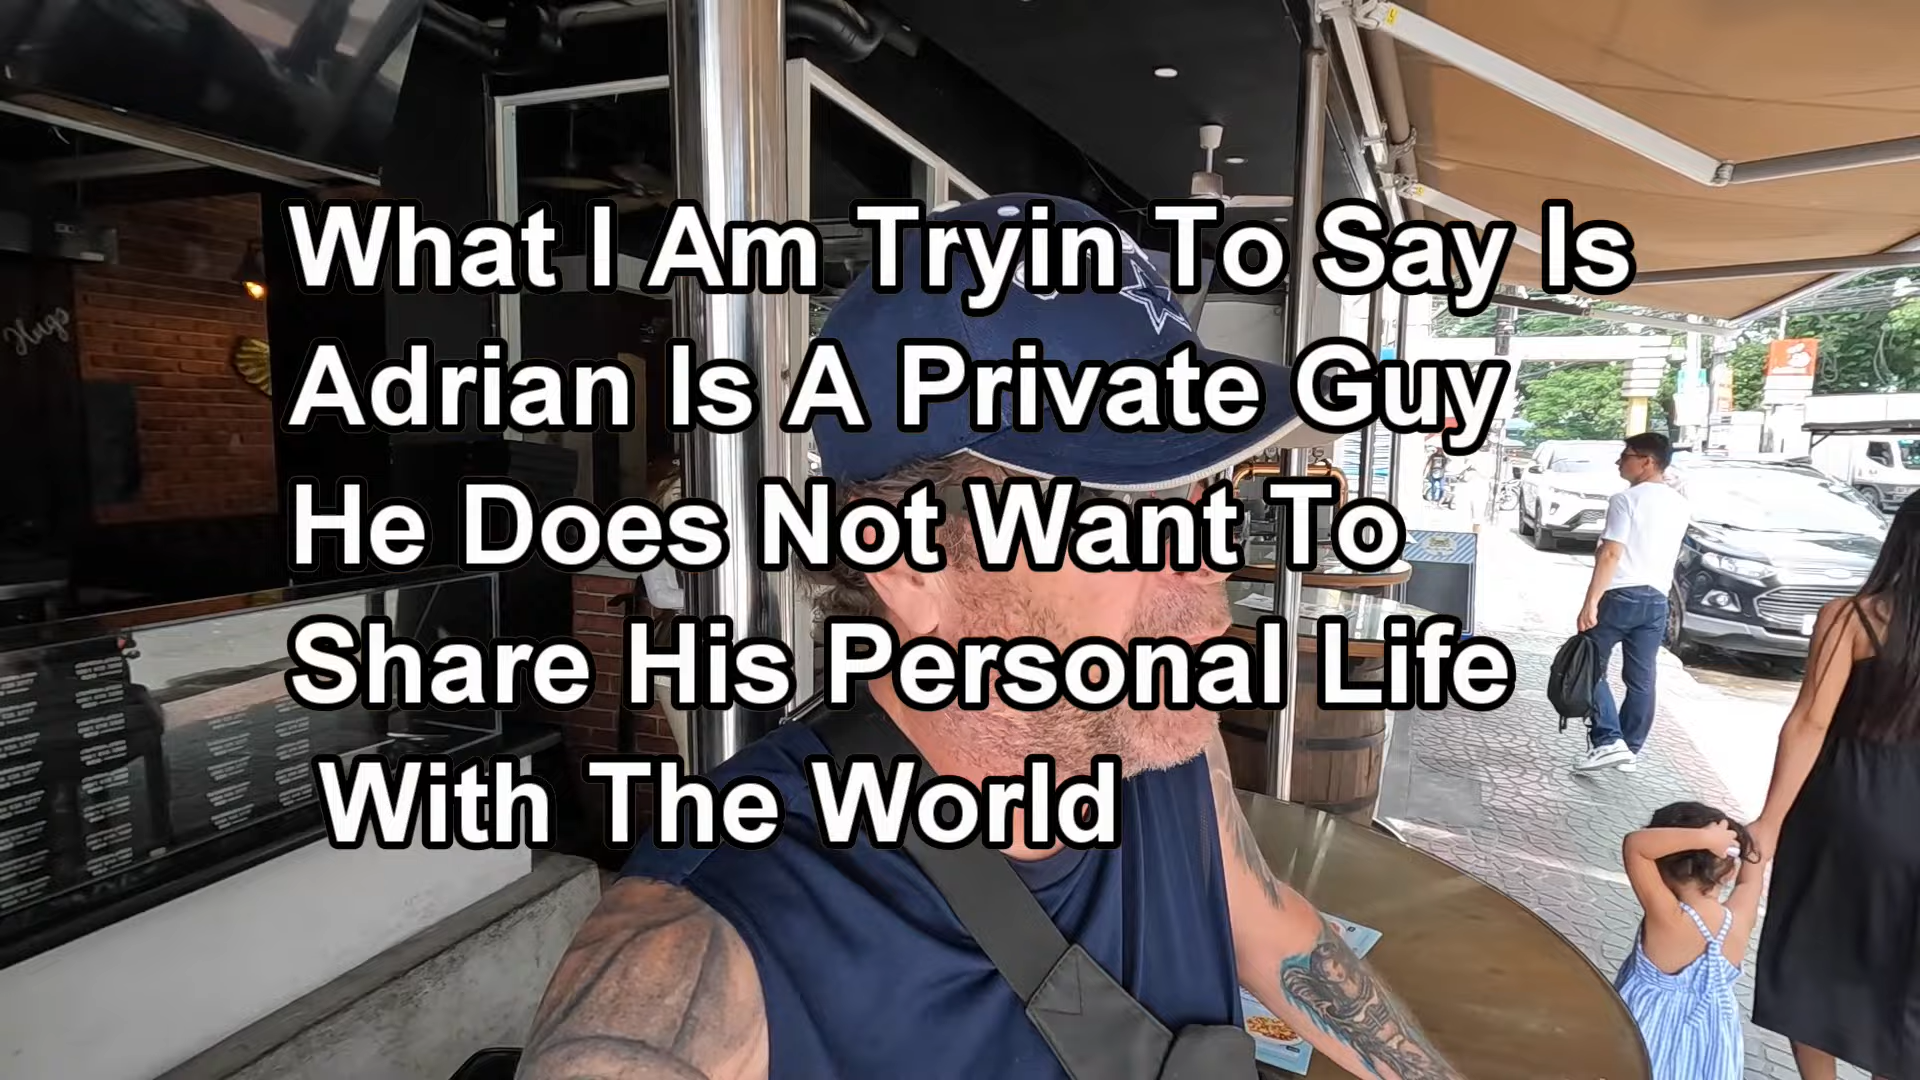 Hugs
What I Am Tryin To Say Is
Adrian Is A Private Guy
He Does Not Want To
Share His Personal Life
With The World